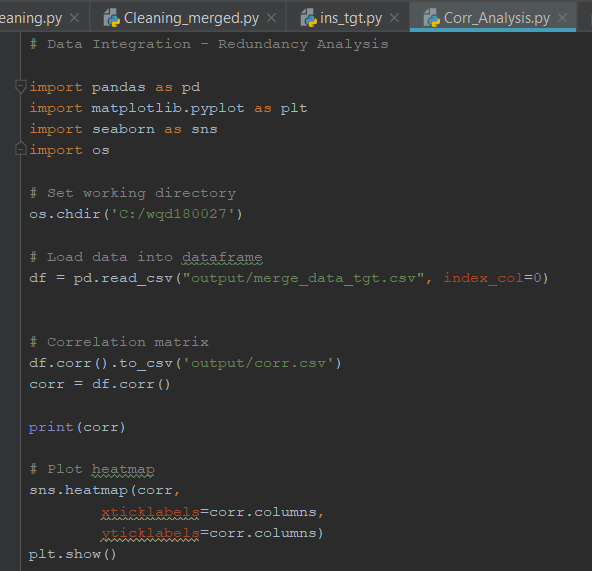 eaning.py Cleaning_merged.py ins_tgt.py Corr_Analysis.py
# Data Integration - Redundancy Analysis
import pandas as pd
import matplotlib.pyplot as plt
import seaborn as sns
import os
# Set working directory
os.chdir('C:/wqd180027')
# Load data into dataframe
df = pd.read_csv("output/merge_data_tgt.csv", index_col=0)
# Correlation matrix
df.corr().to_csv('output/corr.csv')
corr = df.corr()
print(corr)
# Plot heatmap
sns.heatmap(corr,
xticklabels=corr.columns,
yticklabels=corr.columns)
plt.show()